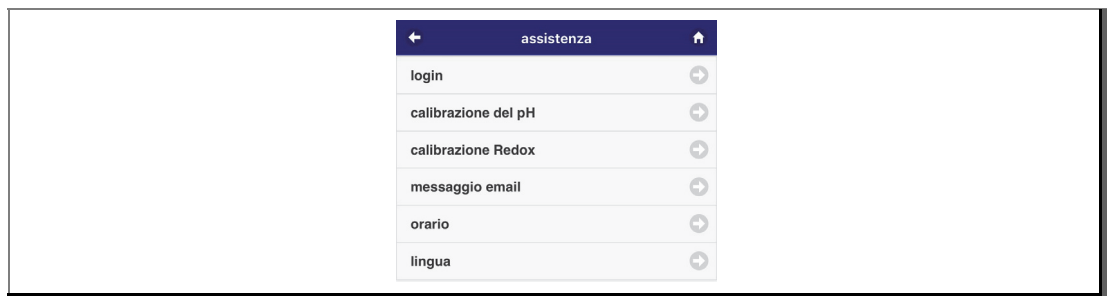 assistenza
login
calibrazione del pH
calibrazione Redox
messaggio email
orario
lingua